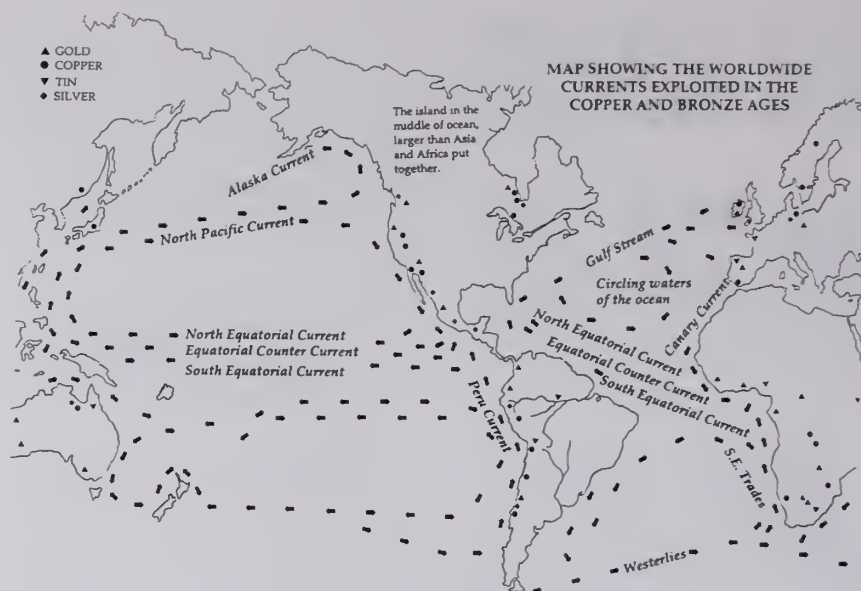 GOLD
COPPER
TIN
SILVER
MAP SHOWING THE WORLDWIDE
CURRENTS EXPLOITED IN THE
COPPER AND BRONZE AGES
The island in the
middle of ocean,
larger than Asia
and Africa put
together.
Alaska Current
North Pacific Current
Gulf Stream
Circling waters
of the ocean
Canary Current
North Equatorial Current
Equatorial Counter Current
South Equatorial Current
North Equatorial Current
Equatorial Counter Current
South Equatorial Current
Peru Current
S.E. Trades
Westerlies